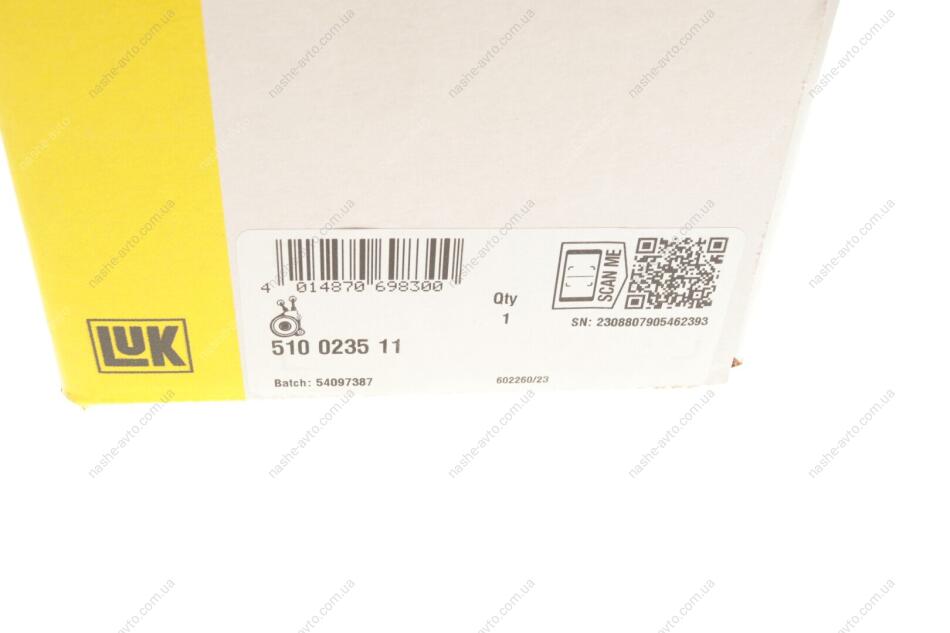 4 014870 698300
Qty
1
SCAN ME
SN: 2308807905462393
510 0235 11
Batch: 54097387
602260/23
LUK
nashe-avto.com.ua